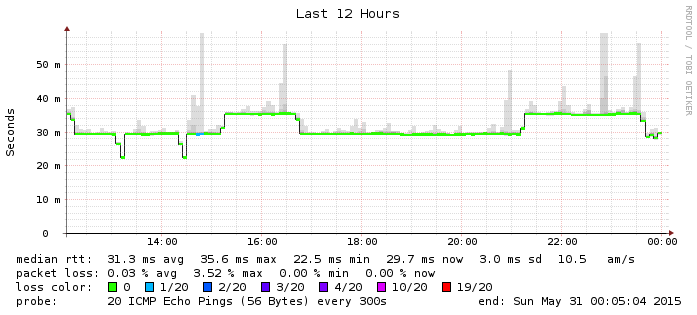 Last 12 Hours
RRDTOOL / TOBI OETIKER
Seconds
50 m
40 m
30 m
20 m
10 m
0
14:00 16:00 18:00 20:00 22:00 00:00
median rtt: 31.3 ms avg 35.6 ms max 22.5 ms min 29.7 ms now 3.0 ms sd 10.5 am/s
packet loss: 0.03 % avg 3.52 % max 0.00 % min 0.00 % now
loss color: 0 1/20 2/20 3/20 4/20 10/20 19/20
probe: 20 ICMP Echo Pings (56 Bytes) every 300s end: Sun May 31 00:05:04 2015